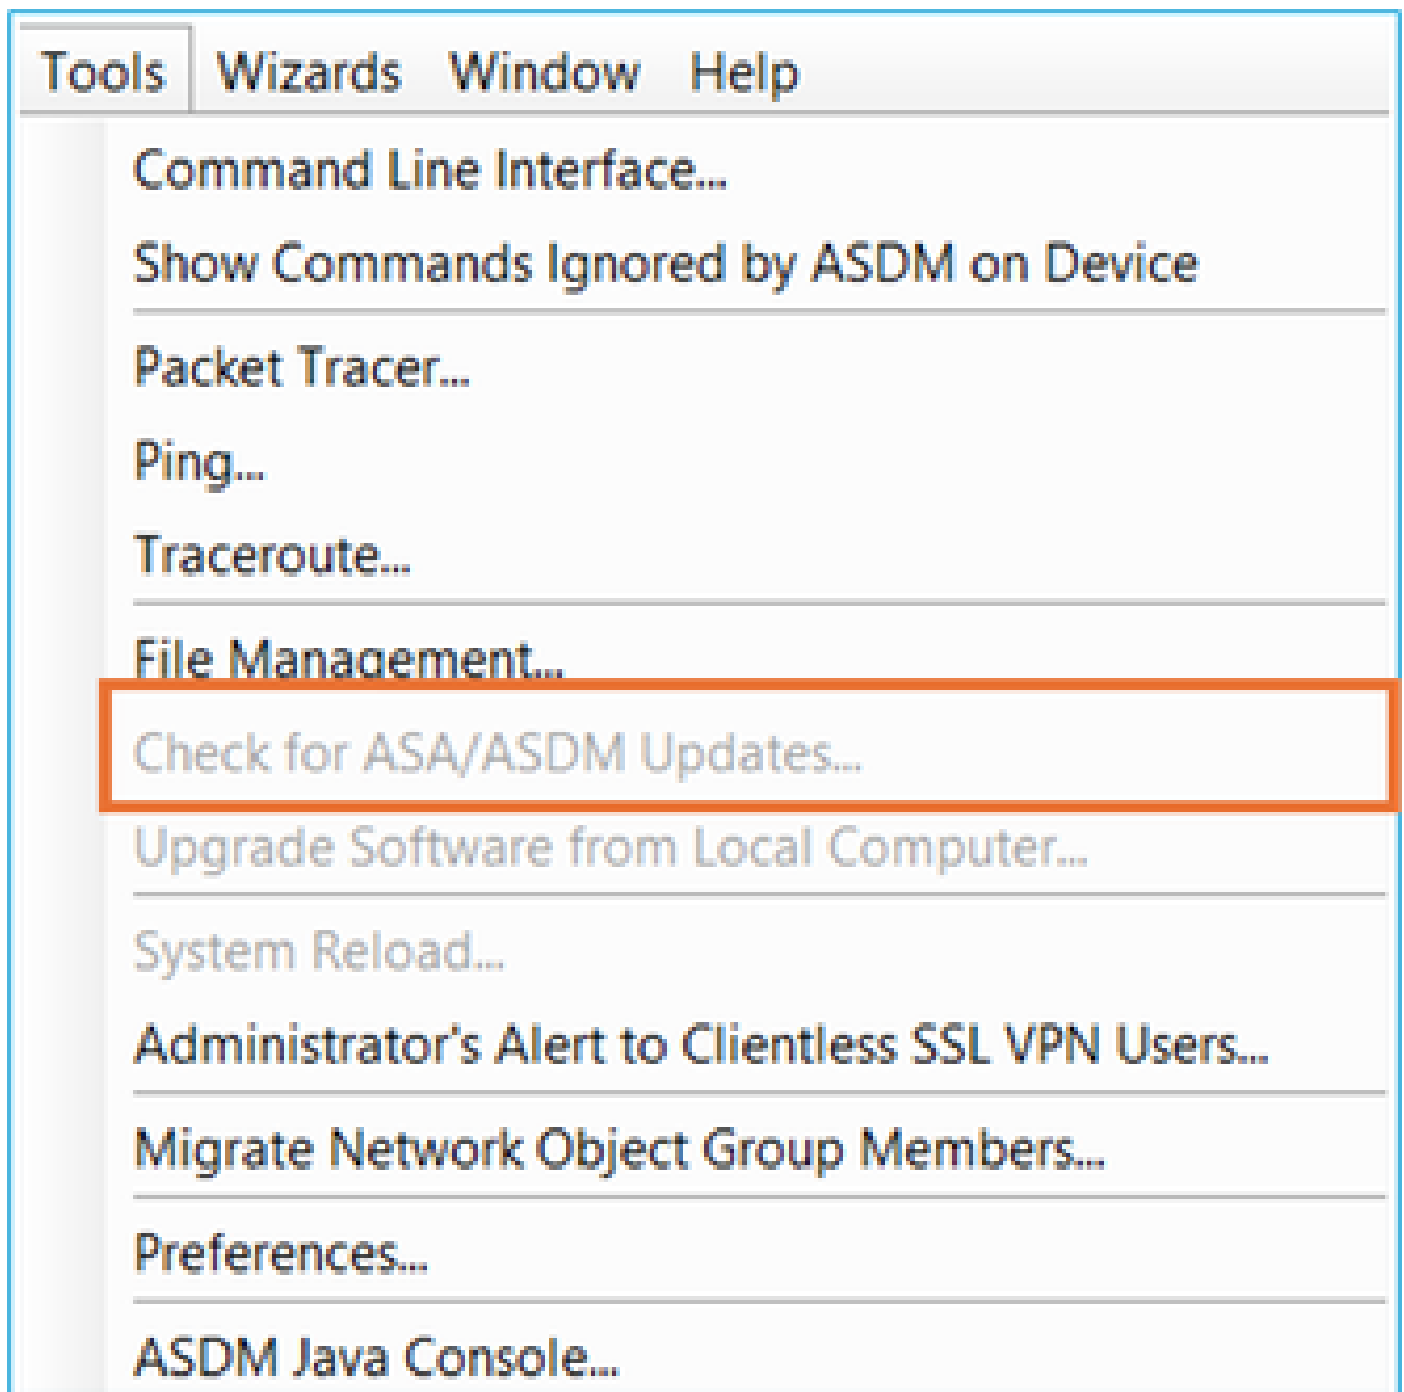 Tools Wizards Window Help
Command Line Interface...
Show Commands Ignored by ASDM on Device
Packet Tracer...
Ping...
Traceroute...
File Management...
Check for ASA/ASDM Updates...
Upgrade Software from Local Computer...
System Reload...
Administrator's Alert to Clientless SSL VPN Users...
Migrate Network Object Group Members...
Preferences...
ASDM Java Console...